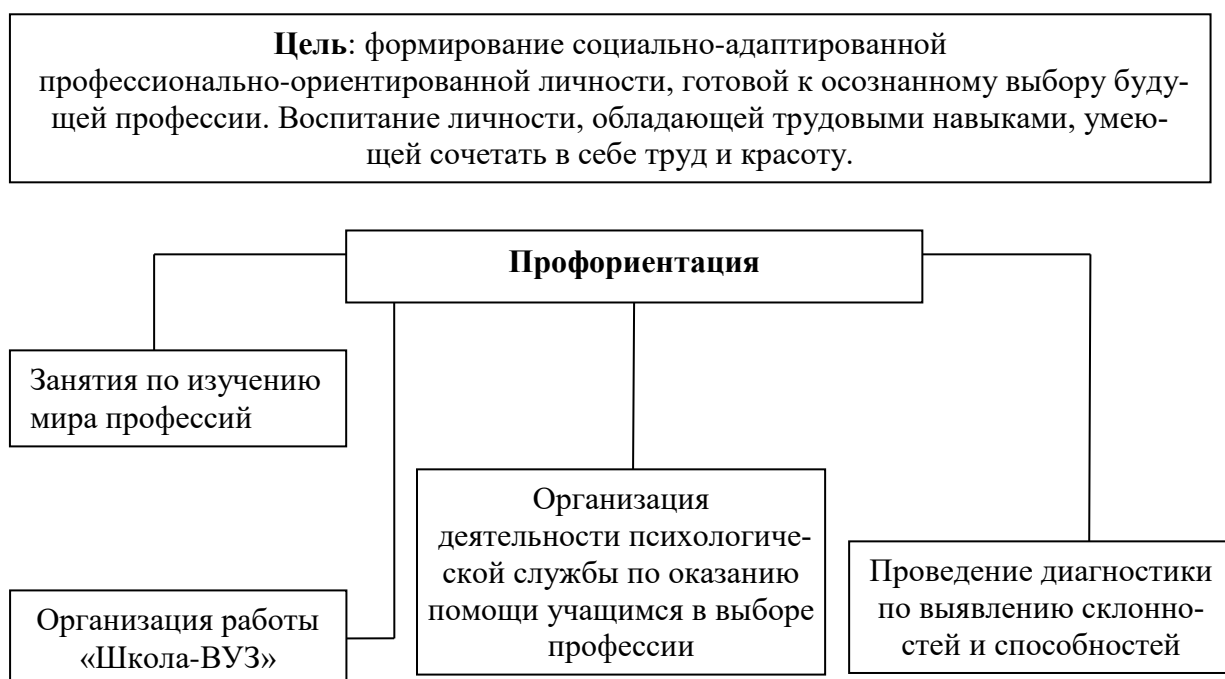 Цель: формирование социально-адаптированной
профессионально-ориентированной личности, готовой к осознанному выбору буду-
щей профессии. Воспитание личности, обладающей трудовыми навыками, умею-
щей сочетать в себе труд и красоту.
Профориентация
Занятия по изучению
мира профессий
Организация работы
«Школа-ВУЗ»
Организация
деятельности психологиче-
ской службы по оказанию
помощи учащимся в выборе
профессии
Проведение диагностики
по выявлению склонно-
стей и способностей